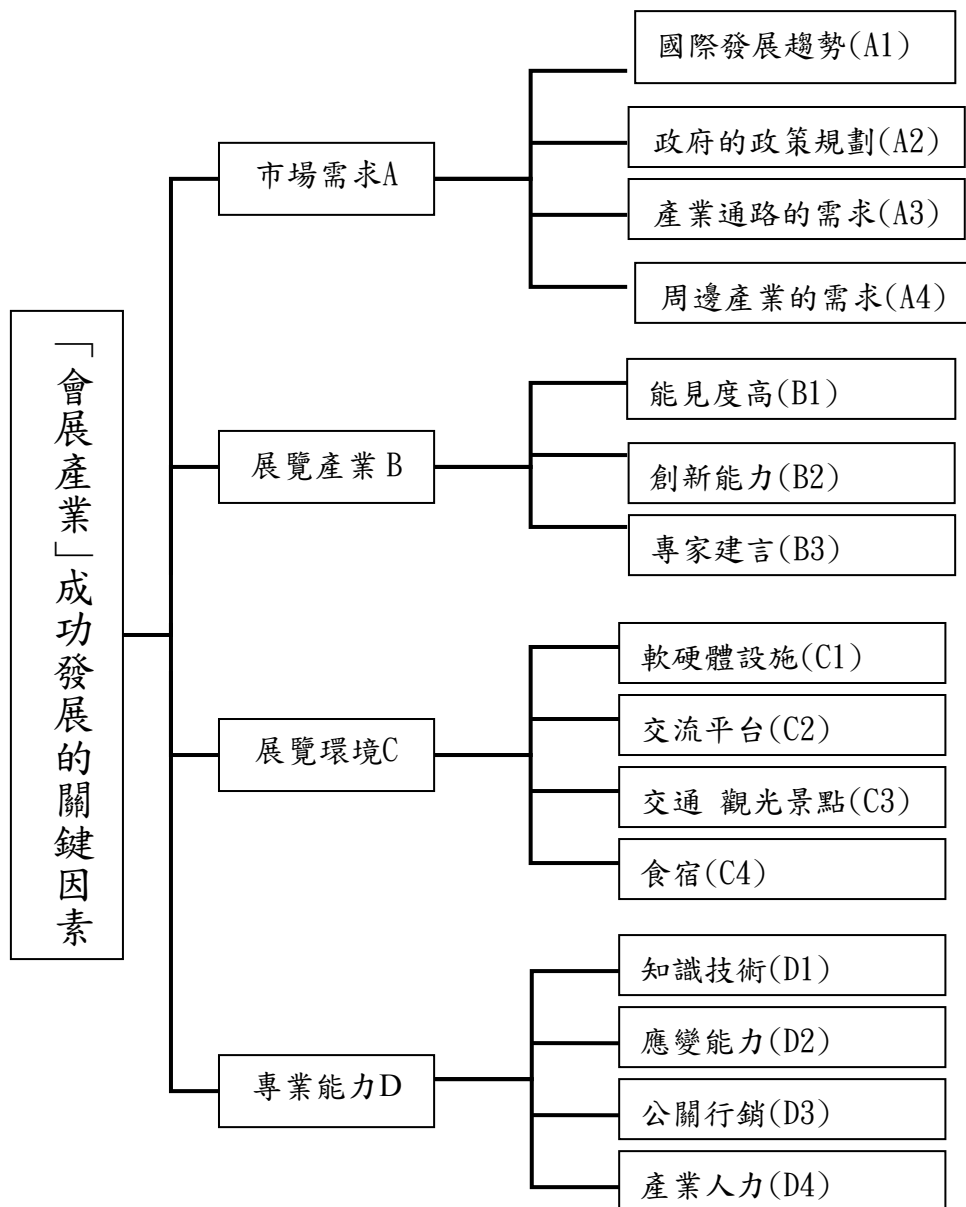 「會展產業」成功發展的關鍵因素
市場需求A
國際發展趨勢(A1)
政府的政策規劃(A2)
產業通路的需求(A3)
周邊產業的需求(A4)
展覽產業 B
能見度高(B1)
創新能力(B2)
專家建言(B3)
展覽環境C
軟硬體設施(C1)
交流平台(C2)
交通 觀光景點(C3)
食宿(C4)
專業能力D
知識技術(D1)
應變能力(D2)
公關行銷(D3)
產業人力(D4)